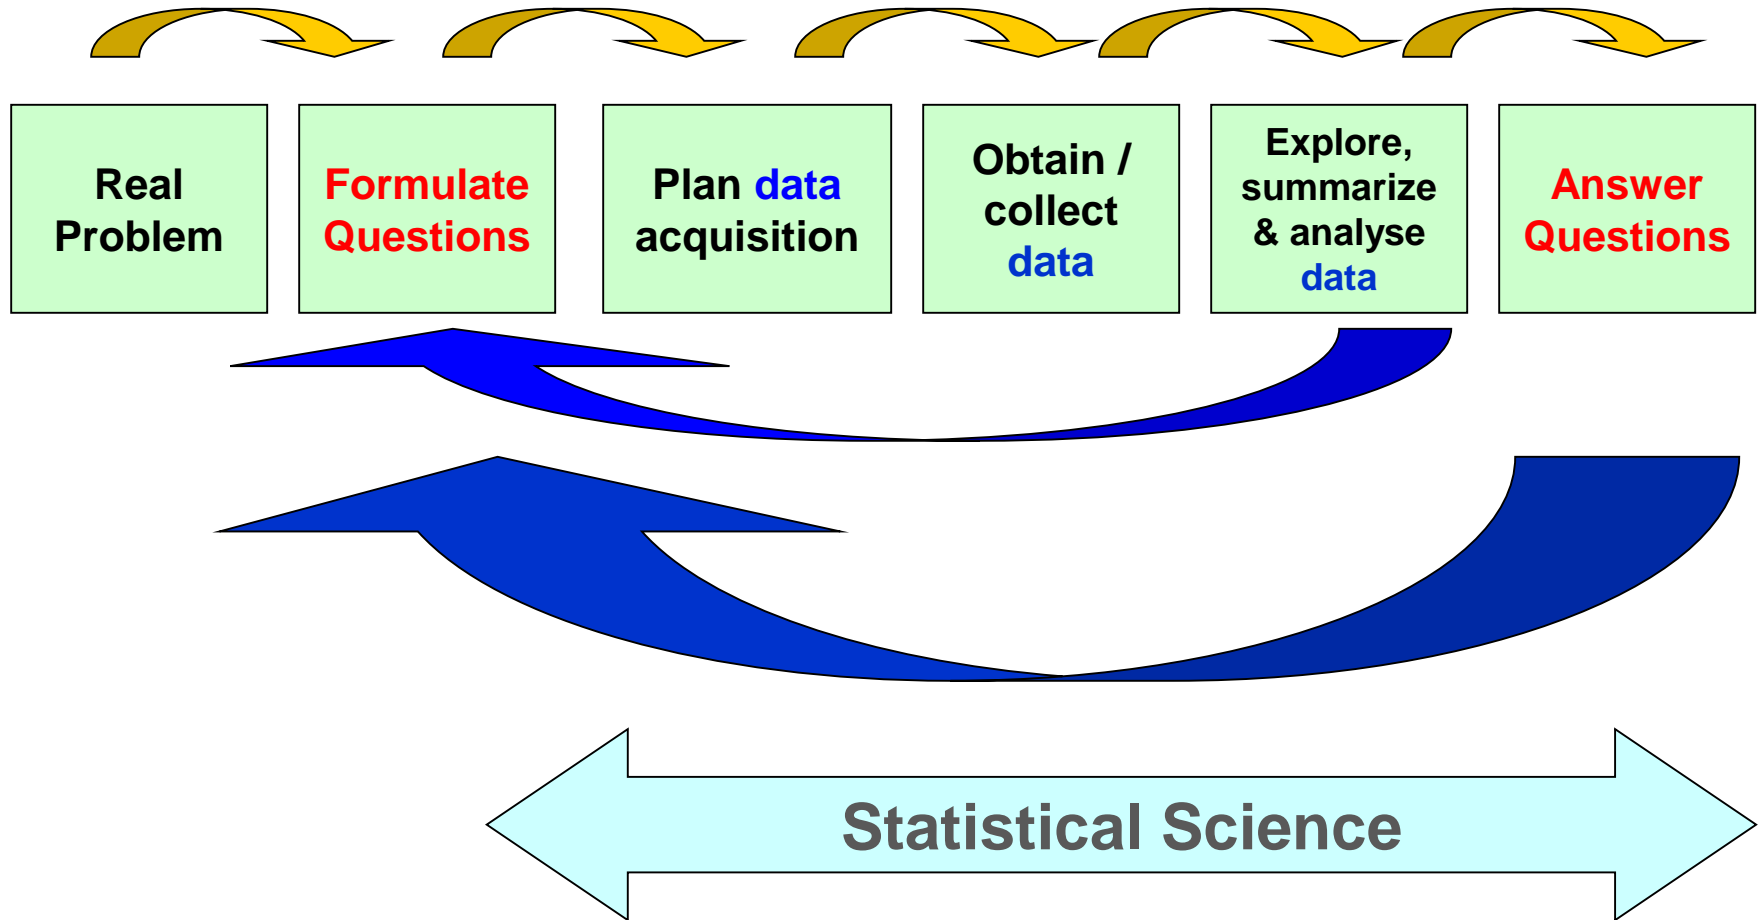 Real
Problem
Formulate
Questions
Plan data
acquisition
Obtain /
collect
data
Explore,
summarize
& analyse
data
Answer
Questions
Statistical Science